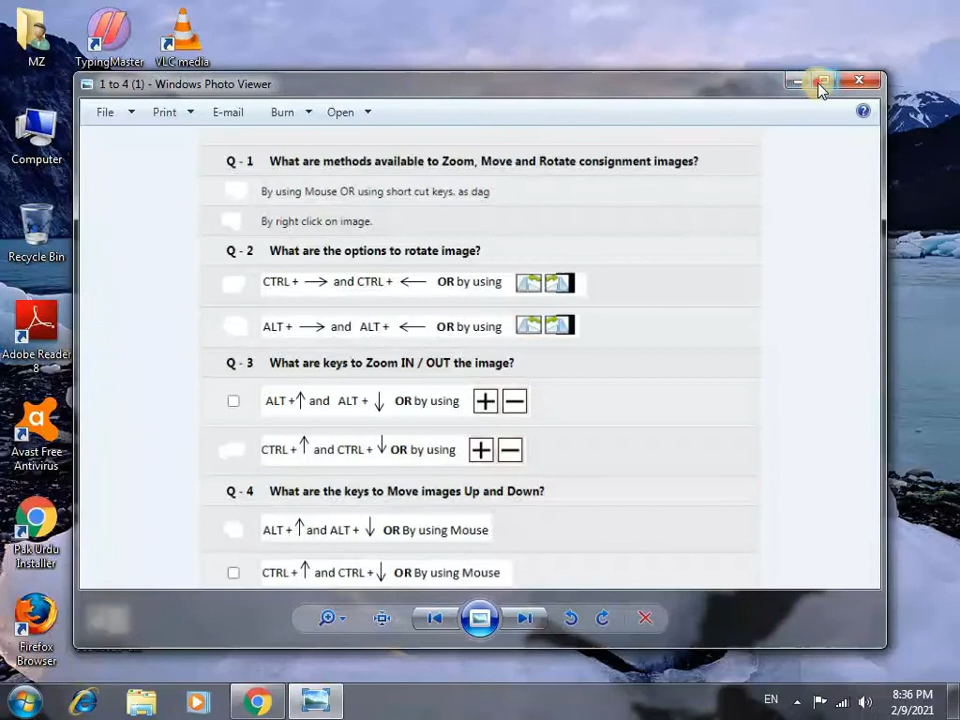 MZ
TypingMaster
VLC media
1 to 4 (1) - Windows Photo Viewer
File Print E-mail Burn Open
Computer
Q - 1 What are methods available to Zoom, Move and Rotate consignment images?
By using Mouse OR using short cut keys. as dag
By right click on image.
Recycle Bin
Q - 2 What are the options to rotate image?
CTRL + → and CTRL + ← OR by using
ALT + → and ALT + ← OR by using
Adobe Reader
8
Q - 3 What are keys to Zoom IN / OUT the image?
ALT +↑ and ALT + ↓ OR by using + −
Avast Free
Antivirus
CTRL + ↑ and CTRL + ↓ OR by using + −
Q - 4 What are the keys to Move images Up and Down?
ALT + ↑ and ALT + ↓ OR By using Mouse
Pak Urdu
Installer
CTRL + ↑ and CTRL + ↓ OR By using Mouse
Firefox
Browser
EN
8:36 PM
2/9/2021